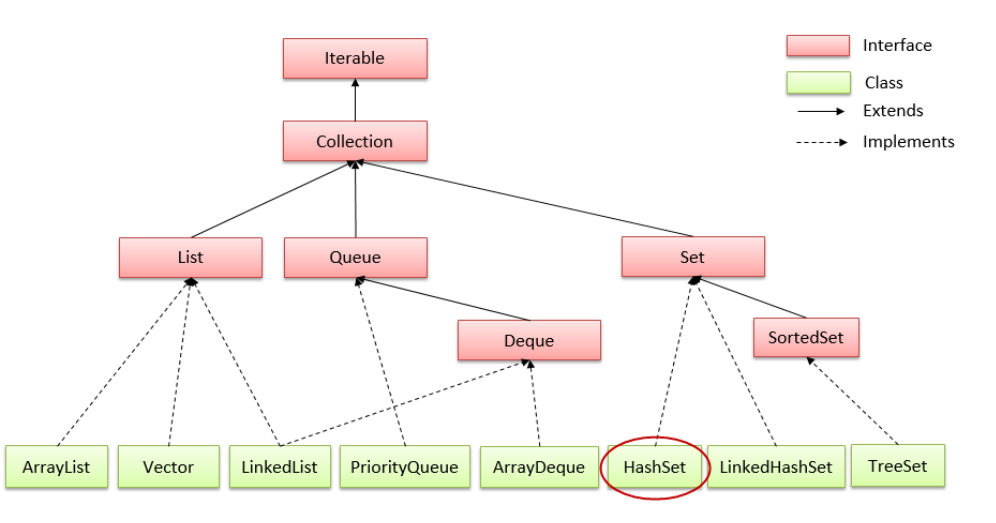 Iterable
Interface
Class
Extends
Implements
Collection
List
Queue
Set
Deque
SortedSet
ArrayList
Vector
LinkedList
PriorityQueue
ArrayDeque
HashSet
LinkedHashSet
TreeSet